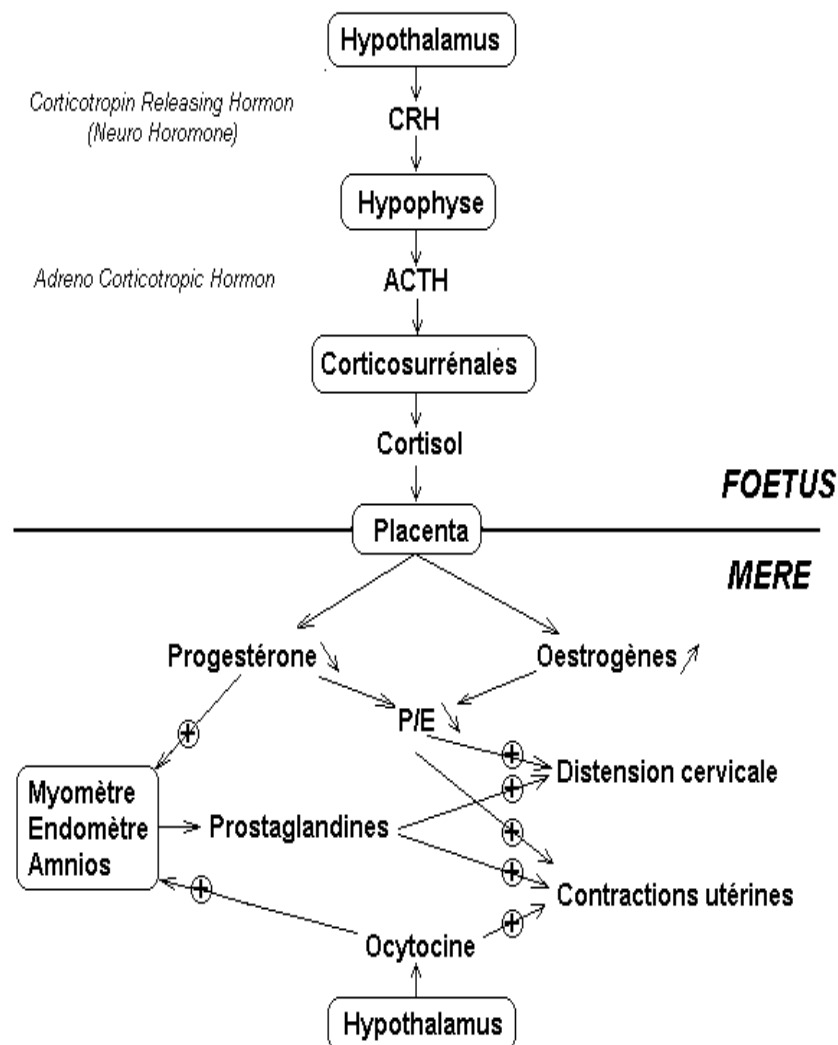 Hypothalamus
Corticotropin Releasing Hormon
(Neuro Horomone)
CRH
Hypophyse
Adreno Corticotropic Hormon
ACTH
Corticosurrénales
Cortisol
FOETUS
Placenta
MERE
Progestérone
Oestrogènes
P/E
Distension cervicale
Myomètre
Endomètre
Amnios
Prostaglandines
Contractions utérines
Ocytocine
Hypothalamus